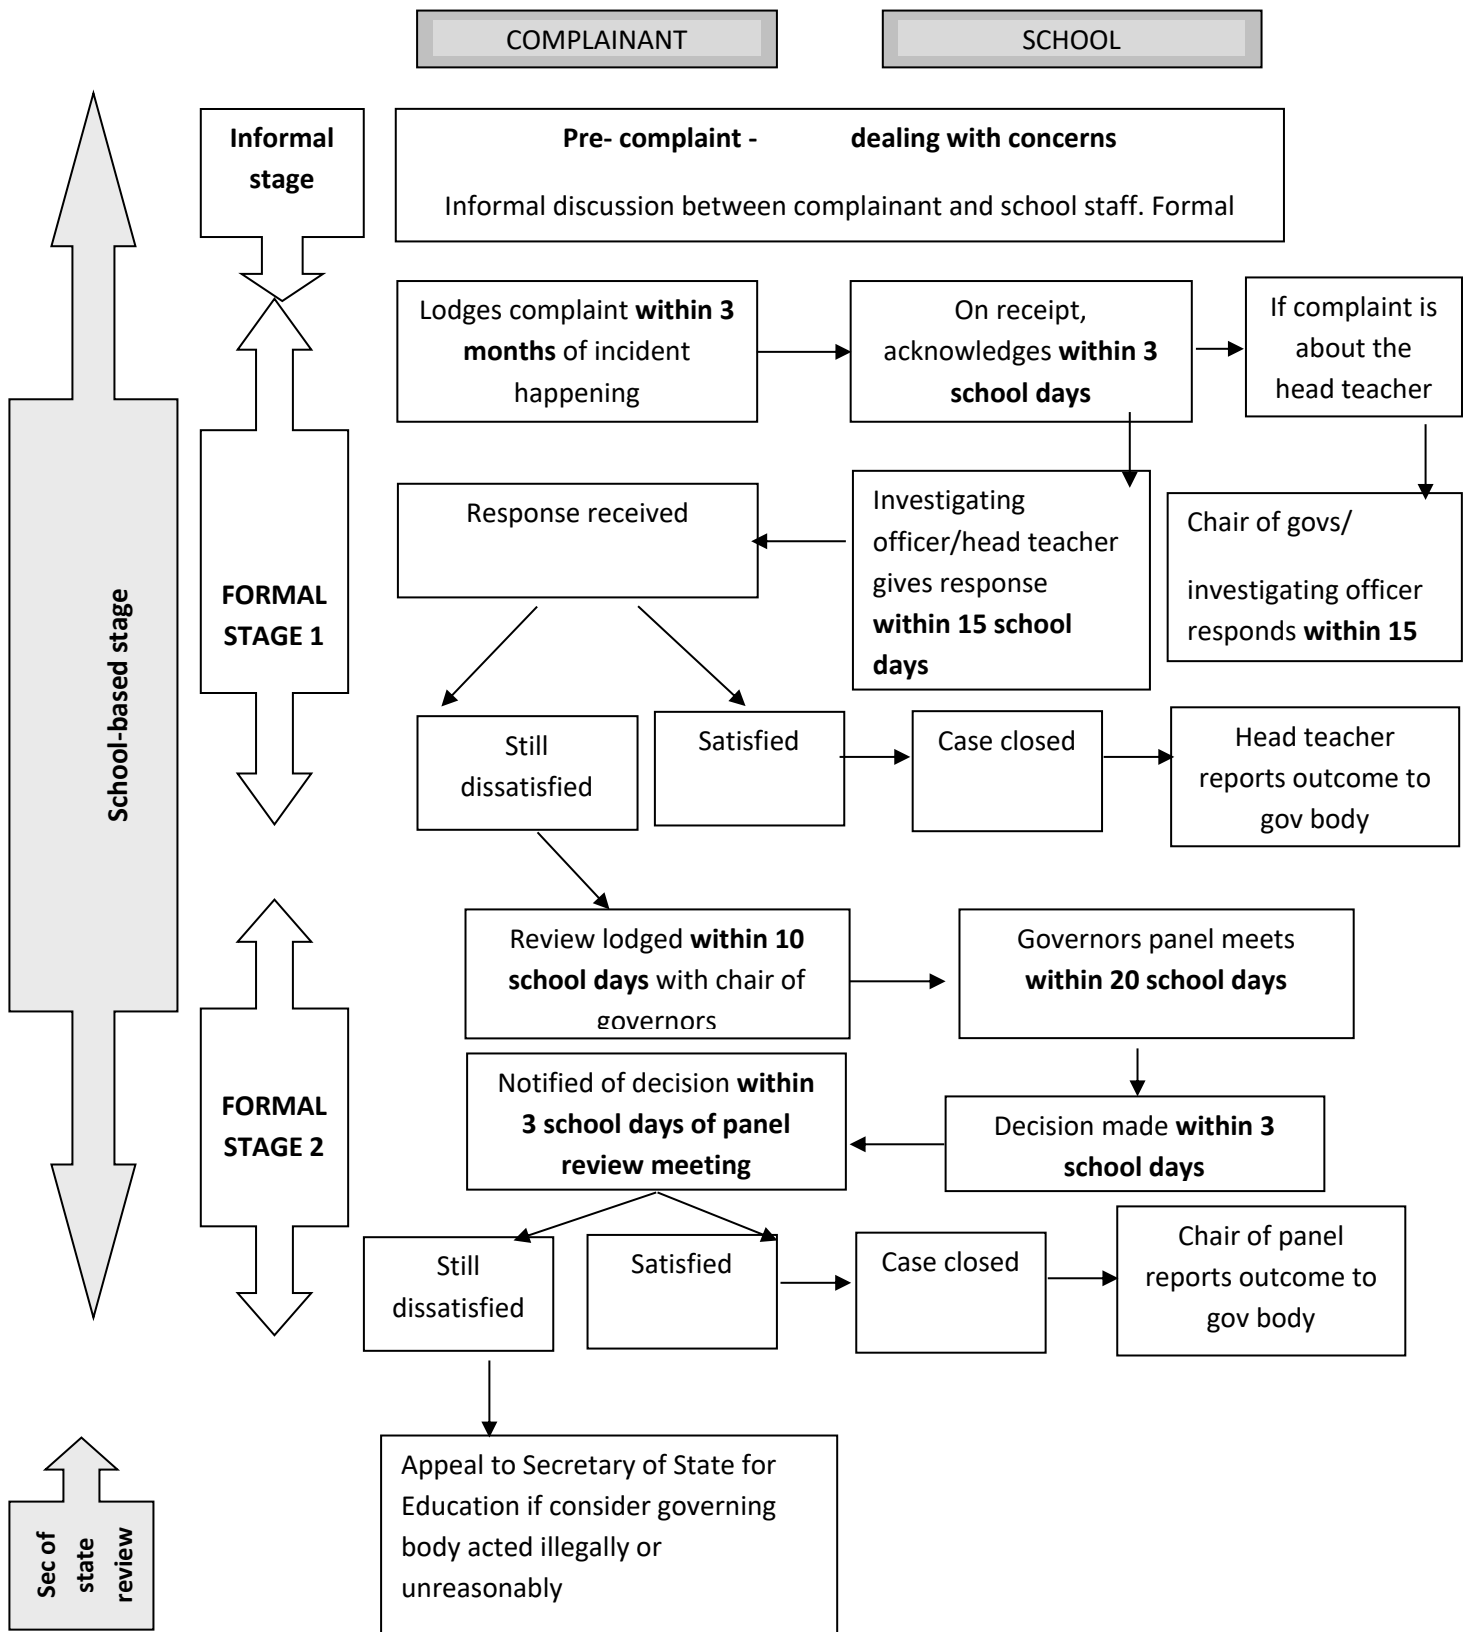 COMPLAINANT
SCHOOL
Informal
stage
Pre- complaint - dealing with concerns
Informal discussion between complainant and school staff. Formal
Lodges complaint within 3
months of incident
happening
On receipt,
acknowledges within 3
school days
If complaint is
about the
head teacher
School-based stage
FORMAL
STAGE 1
Response received
Investigating
officer/head teacher
gives response
within 15 school
days
Chair of govs/
investigating officer
responds within 15
Still
dissatisfied
Satisfied
Case closed
Head teacher
reports outcome to
gov body
Review lodged within 10
school days with chair of
governors
Governors panel meets
within 20 school days
FORMAL
STAGE 2
Notified of decision within
3 school days of panel
review meeting
Decision made within 3
school days
Still
dissatisfied
Satisfied
Case closed
Chair of panel
reports outcome to
gov body
Sec of
state
review
Appeal to Secretary of State for
Education if consider governing
body acted illegally or
unreasonably